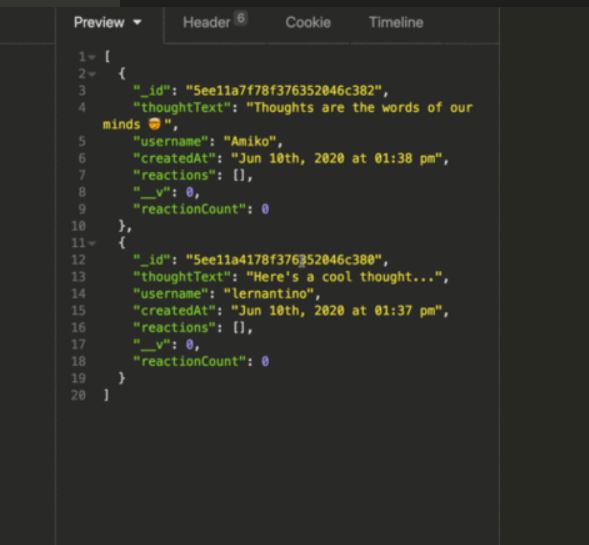 Preview ▼ Header 6 Cookie Timeline
1 [
2 {
3 "_id": "5ee11a7f78f376352046c382",
4 "thoughtText": "Thoughts are the words of our
minds 🤯",
5 "username": "Amiko",
6 "createdAt": "Jun 10th, 2020 at 01:38 pm",
7 "reactions": [],
8 "__v": 0,
9 "reactionCount": 0
10 },
11 {
12 "_id": "5ee11a4178f376352046c380",
13 "thoughtText": "Here's a cool thought...",
14 "username": "lernantino",
15 "createdAt": "Jun 10th, 2020 at 01:37 pm",
16 "reactions": [],
17 "__v": 0,
18 "reactionCount": 0
19 }
20 ]